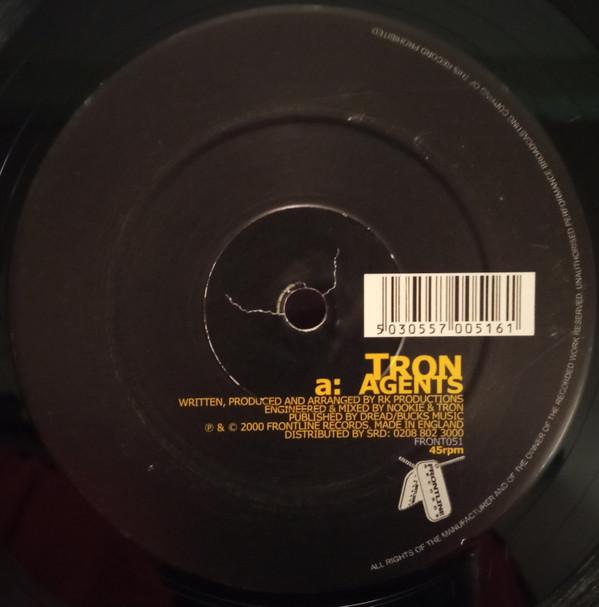 5 030557 005161
TRON
a: AGENTS
WRITTEN, PRODUCED AND ARRANGED BY RK PRODUCTIONS
ENGINEERED & MIXED BY NOOKIE & TRON
PUBLISHED BY DREAD/BUCKS MUSIC
℗ & © 2000 FRONTLINE RECORDS. MADE IN ENGLAND
DISTRIBUTED BY SRD: 0208 802 3000
FRONT051
45rpm
FRONTLINE
RECORDS
ALL RIGHTS OF THE MANUFACTURER AND OF THE OWNER OF THE RECORDED WORK RESERVED. UNAUTHORISED PERFORMANCE BROADCASTING COPYING OF THIS RECORD PROHIBITED